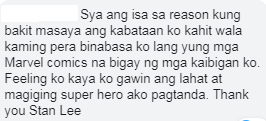 Sya ang isa sa reason kung
bakit masaya ang kabataan ko kahit wala
kaming pera binabasa ko lang yung mga
Marvel comics na bigay ng mga kaibigan ko.
Feeling ko kaya ko gawin ang lahat at
magiging super hero ako pagtanda. Thank
you Stan Lee